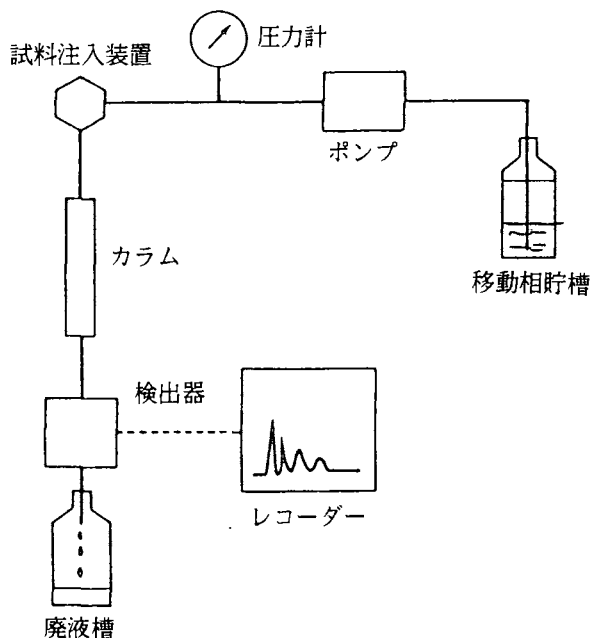 圧力計
試料注入装置
ポンプ
カラム
移動相貯槽
検出器
レコーダー
廃液槽